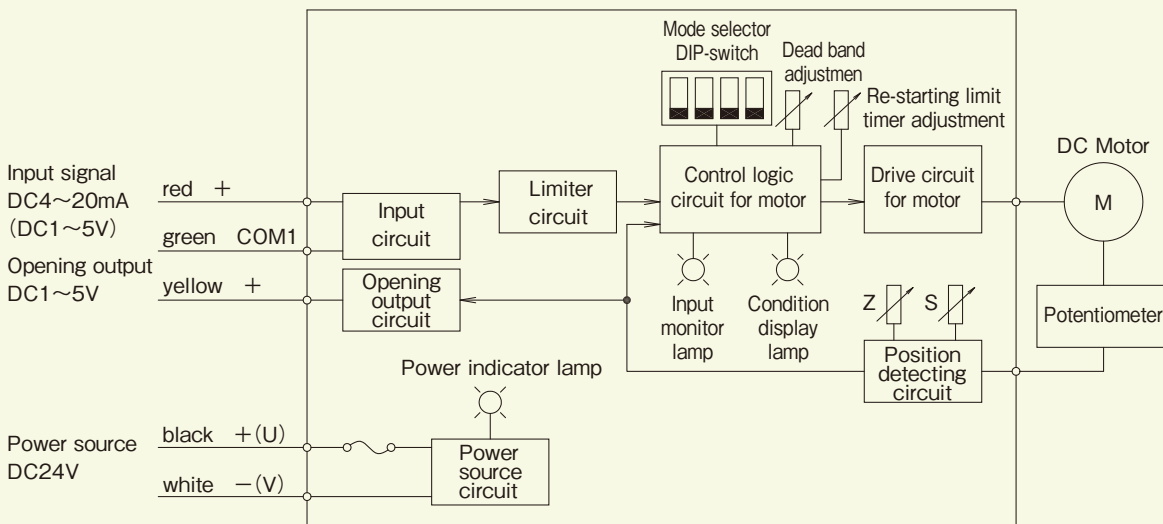 Mode selector
DIP-switch
Dead band
adjustmen
Re-starting limit
timer adjustment
DC Motor
M
Input signal
DC4～20mA
(DC1～5V)
red +
green COM1
Input
circuit
Limiter
circuit
Control logic
circuit for motor
Drive circuit
for motor
Opening output
DC1～5V
yellow +
Opening
output
circuit
Input
monitor
lamp
Condition
display
lamp
Z
S
Position
detecting
circuit
Potentiometer
Power indicator lamp
Power source
DC24V
black +(U)
white −(V)
Power
source
circuit